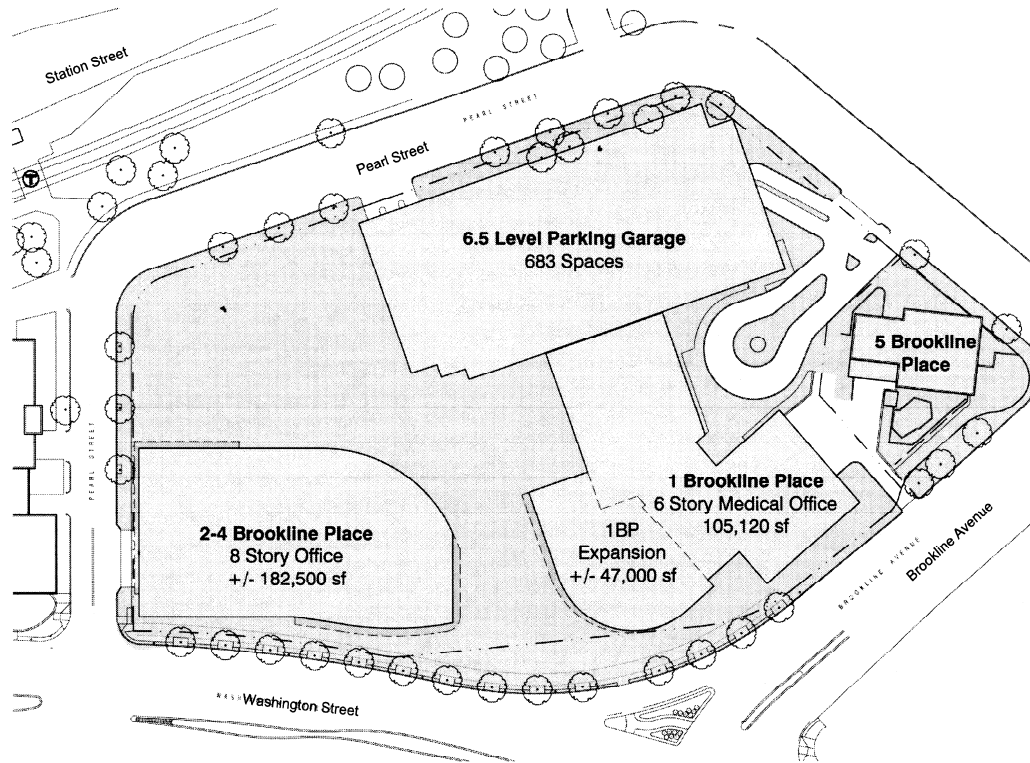 Station Street
PEARL STREET
Pearl Street
T
6.5 Level Parking Garage
683 Spaces
5 Brookline
Place
PEARL STREET
1 Brookline Place
6 Story Medical Office
105,120 sf
1BP
Expansion
+/- 47,000 sf
2-4 Brookline Place
8 Story Office
+/- 182,500 sf
BROOKLINE AVENUE
Brookline Avenue
Washington Street